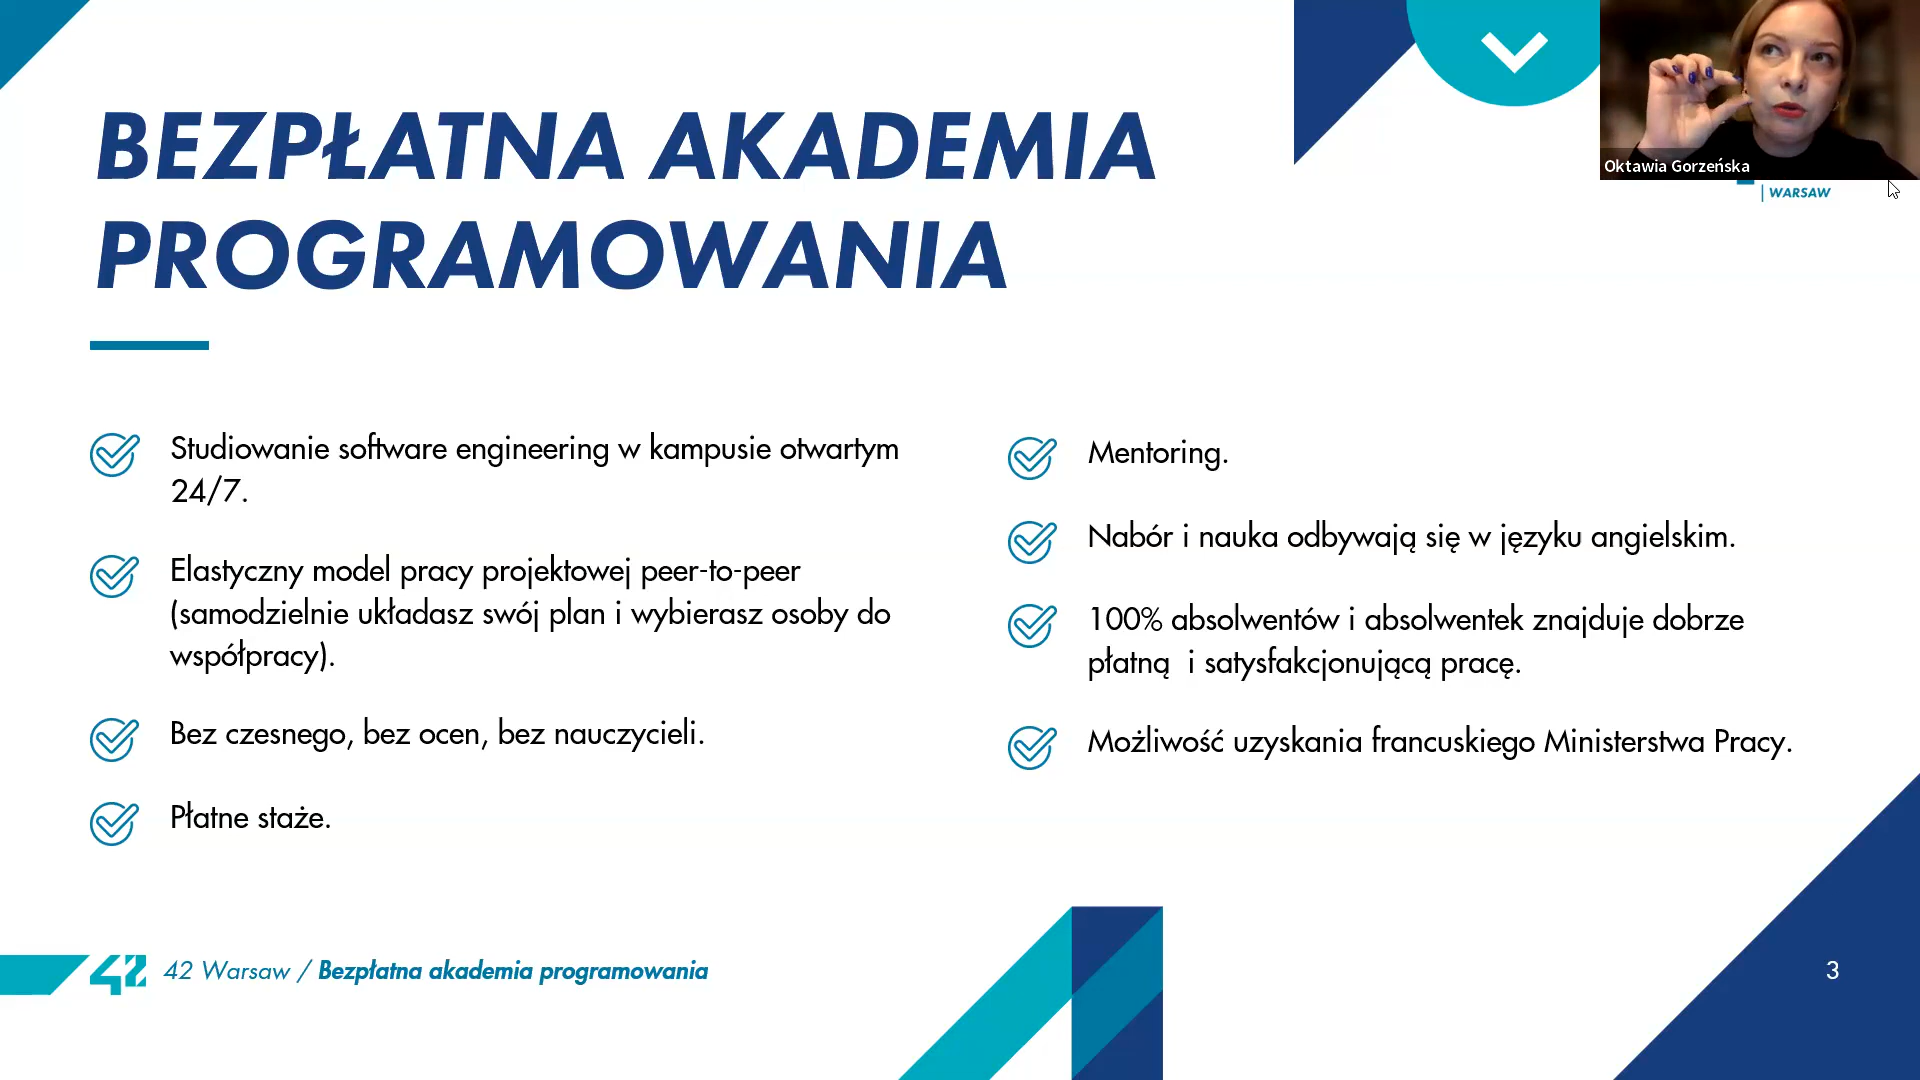 BEZPŁATNA AKADEMIA
PROGRAMOWANIA
Oktawia Gorzeńska
| WARSAW
Studiowanie software engineering w kampusie otwartym
24/7.
Elastyczny model pracy projektowej peer-to-peer
(samodzielnie układasz swój plan i wybierasz osoby do
współpracy).
Bez czesnego, bez ocen, bez nauczycieli.
Płatne staże.
Mentoring.
Nabór i nauka odbywają się w języku angielskim.
100% absolwentów i absolwentek znajduje dobrze
płatną  i satysfakcjonującą pracę.
Możliwość uzyskania francuskiego Ministerstwa Pracy.
42 42 Warsaw / Bezpłatna akademia programowania
3